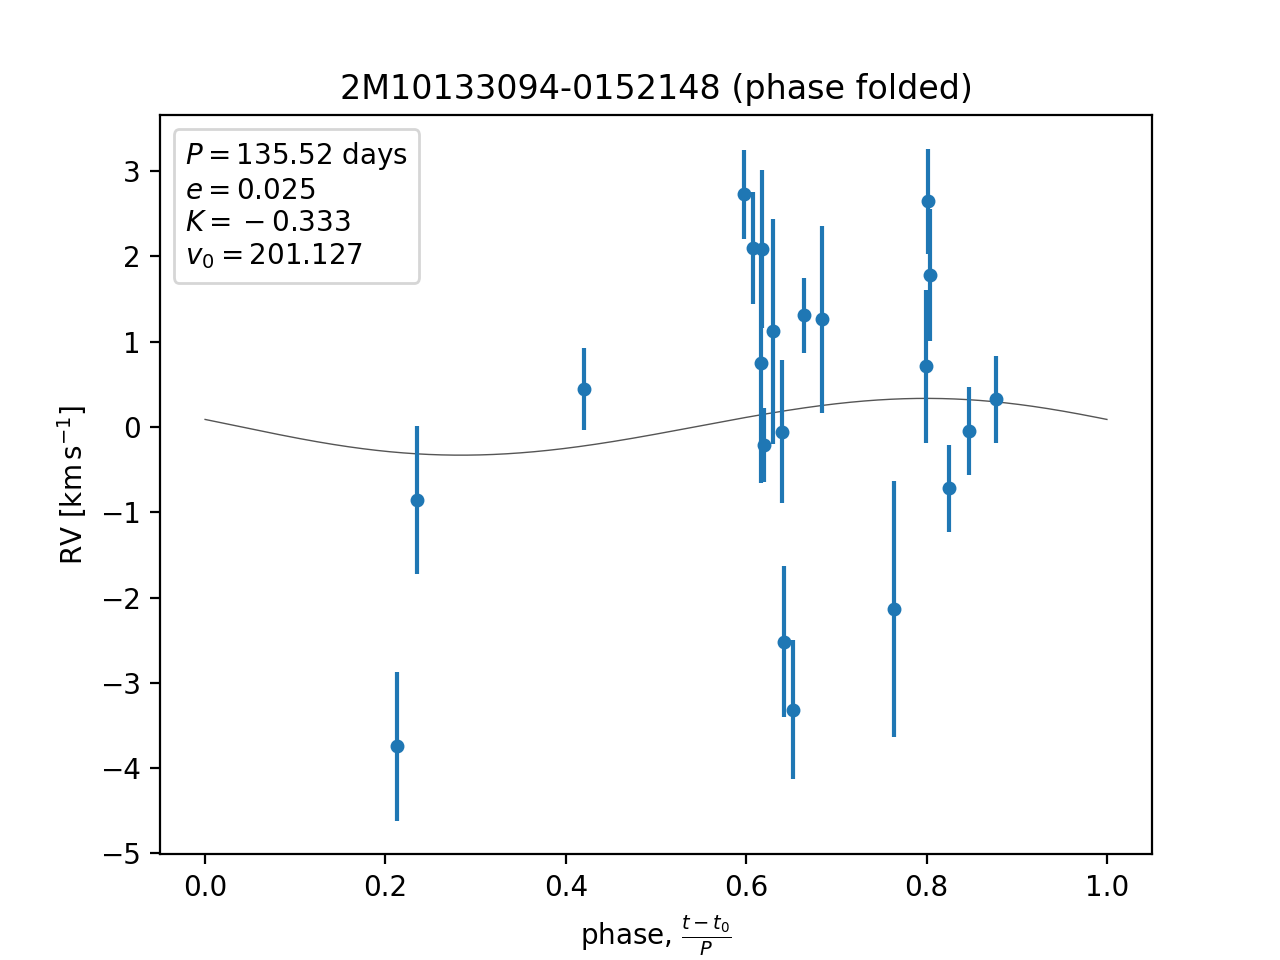 2M10133094-0152148 (phase folded)
P = 135.52 days
e = 0.025
K = −0.333
v₀ = 201.127
3
2
1
0
−1
−2
−3
−4
−5
RV [km s⁻¹]
0.0 0.2 0.4 0.6 0.8 1.0
phase, (t − t₀)/P